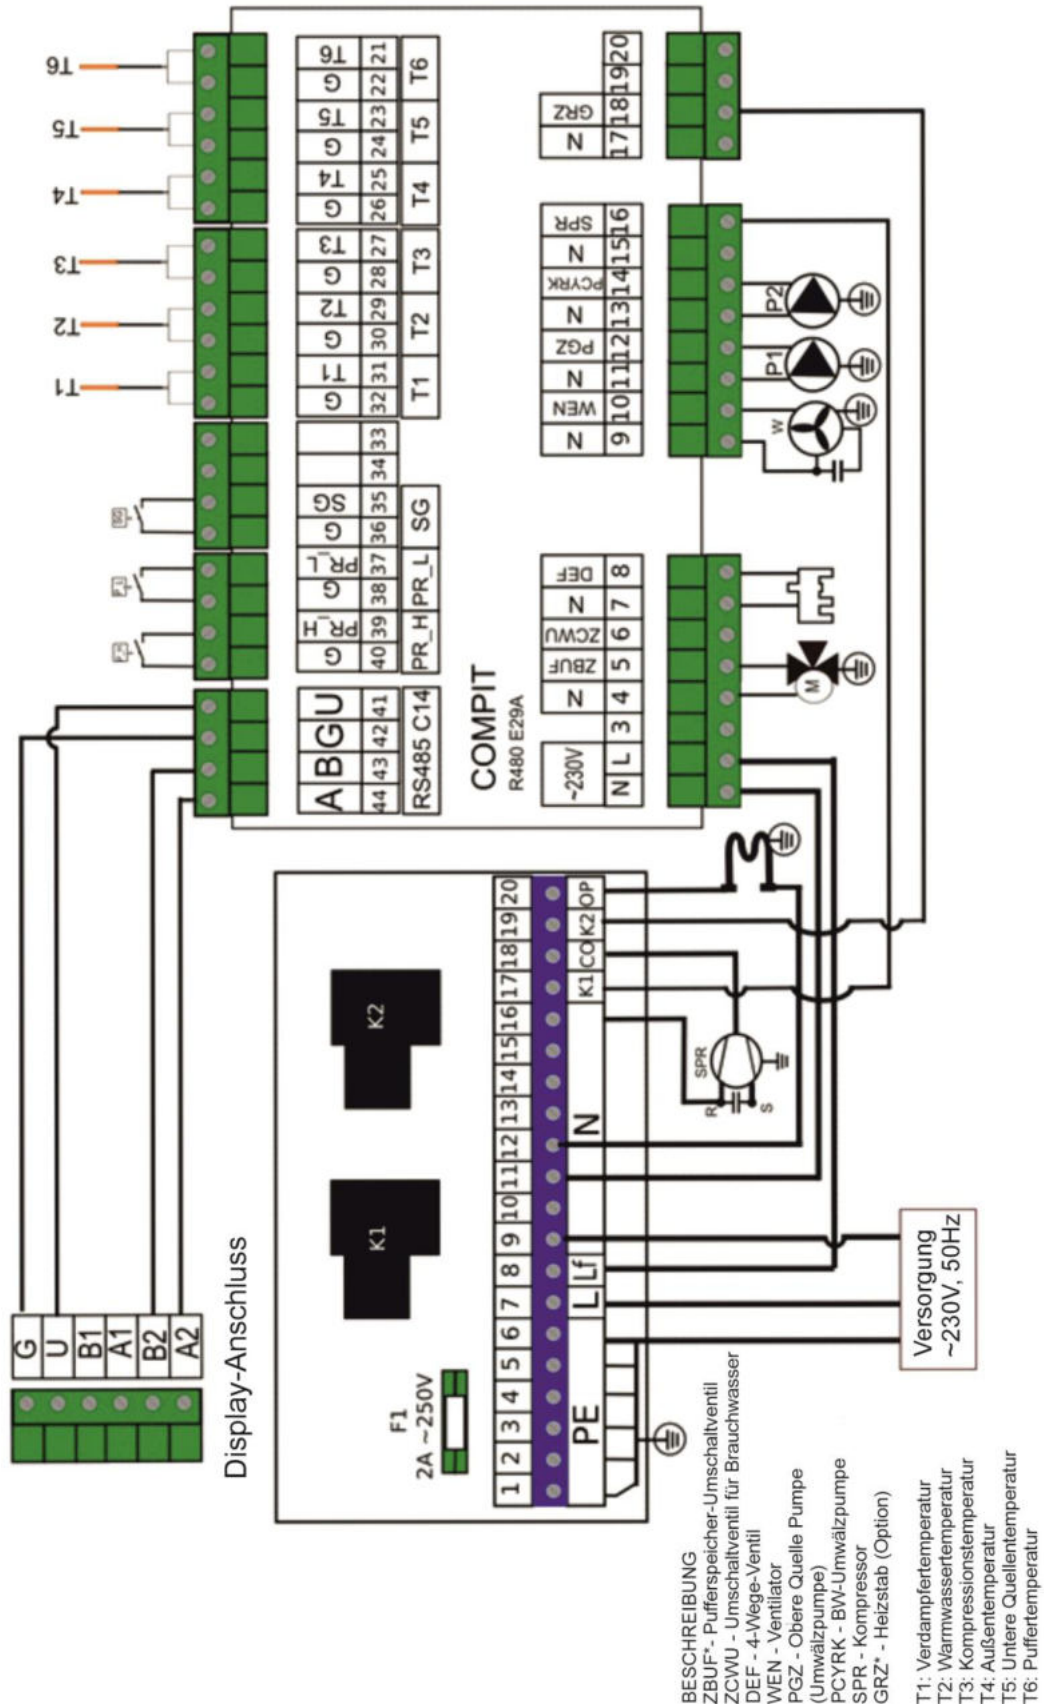 T6
T5
T4
T3
T2
T1
T6 G T5 G T4 G
21 22 23 24 25 26
T6 T5 T4
T3 G T2 G T1 G
27 28 29 30 31 32
T3 T2 T1
SG G PR_L G PR_H G
33 34 35 36 37 38 39 40
SG PR_L PR_H
U G B A
41 42 43 44
RS485 C14
COMPIT
R480 E29A
GRZ N
20 19 18 17
SPR N PCYRK N PGZ N WEN N
16 15 14 13 12 11 10 9
DEF N ZCWU ZBUF N
8 7 6 5 4 3 L N
~230V
P2
P1
W
M
G
U
B1
A1
B2
A2
Display-Anschluss
K2
K1
F1
2A ~250V
20 19 18 17 16 15 14 13 12 11 10 9 8 7 6 5 4 3 2 1
OP K2 CO K1 N Lf L PE
SPR
R
S
Versorgung
~230V, 50Hz
BESCHREIBUNG
ZBUF*- Pufferspeicher-Umschaltventil
ZCWU - Umschaltventil für Brauchwasser
DEF - 4-Wege-Ventil
WEN - Ventilator
PGZ - Obere Quelle Pumpe
(Umwälzpumpe)
PCYRK - BW-Umwälzpumpe
SPR - Kompressor
GRZ* - Heizstab (Option)
T1: Verdampfertemperatur
T2: Warmwassertemperatur
T3: Kompressionstemperatur
T4: Außentemperatur
T5: Untere Quellentemperatur
T6: Puffertemperatur